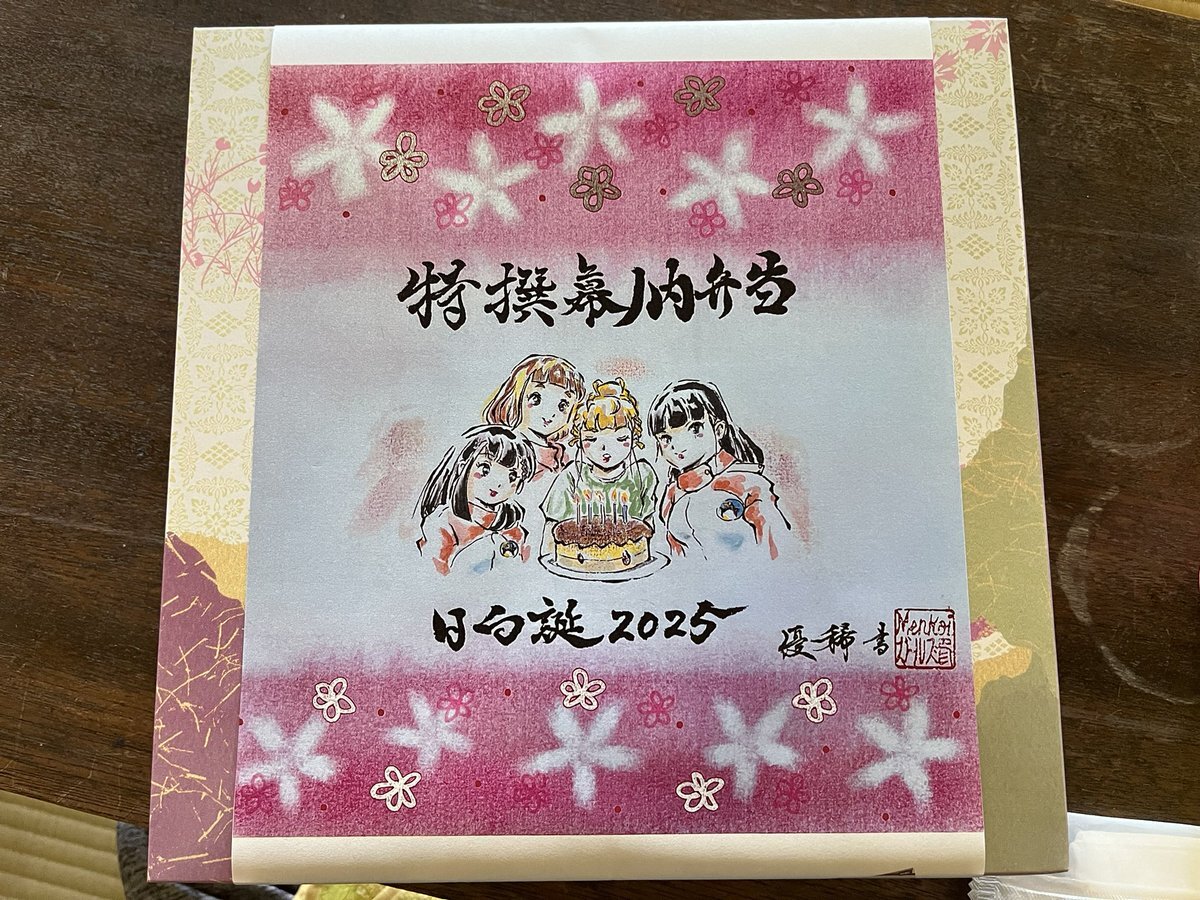 特撰幕ノ内弁当
日向誕2025
優稀書
Menkoi
ガールズ